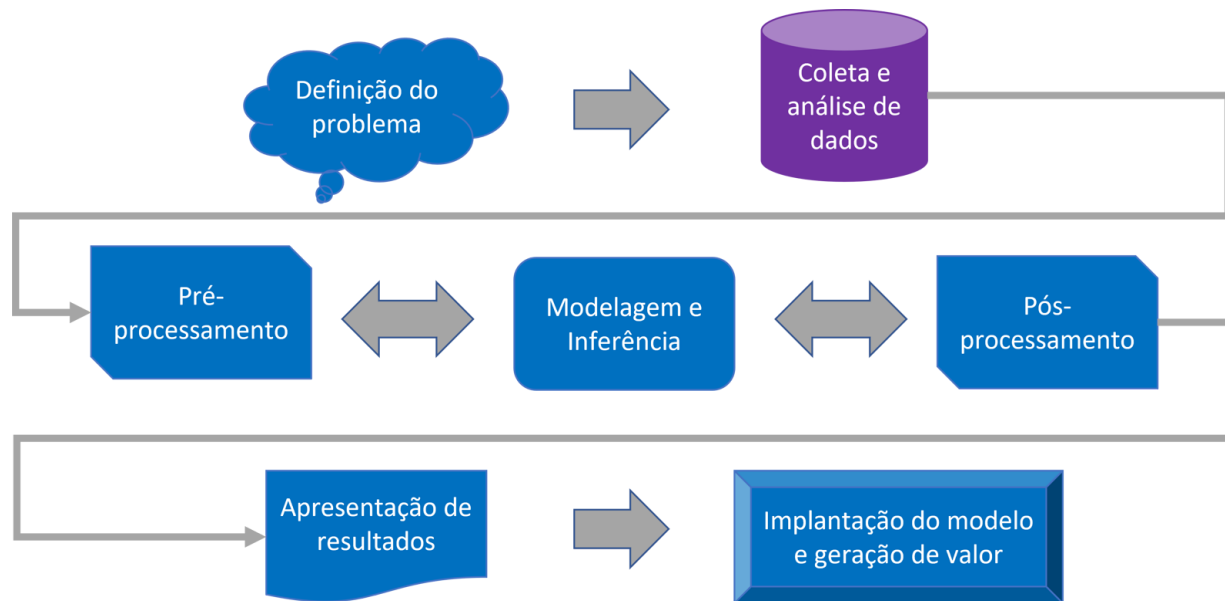 Definição do
problema
Coleta e
análise de
dados
Pré-
processamento
Modelagem e
Inferência
Pós-
processamento
Apresentação de
resultados
Implantação do modelo
e geração de valor